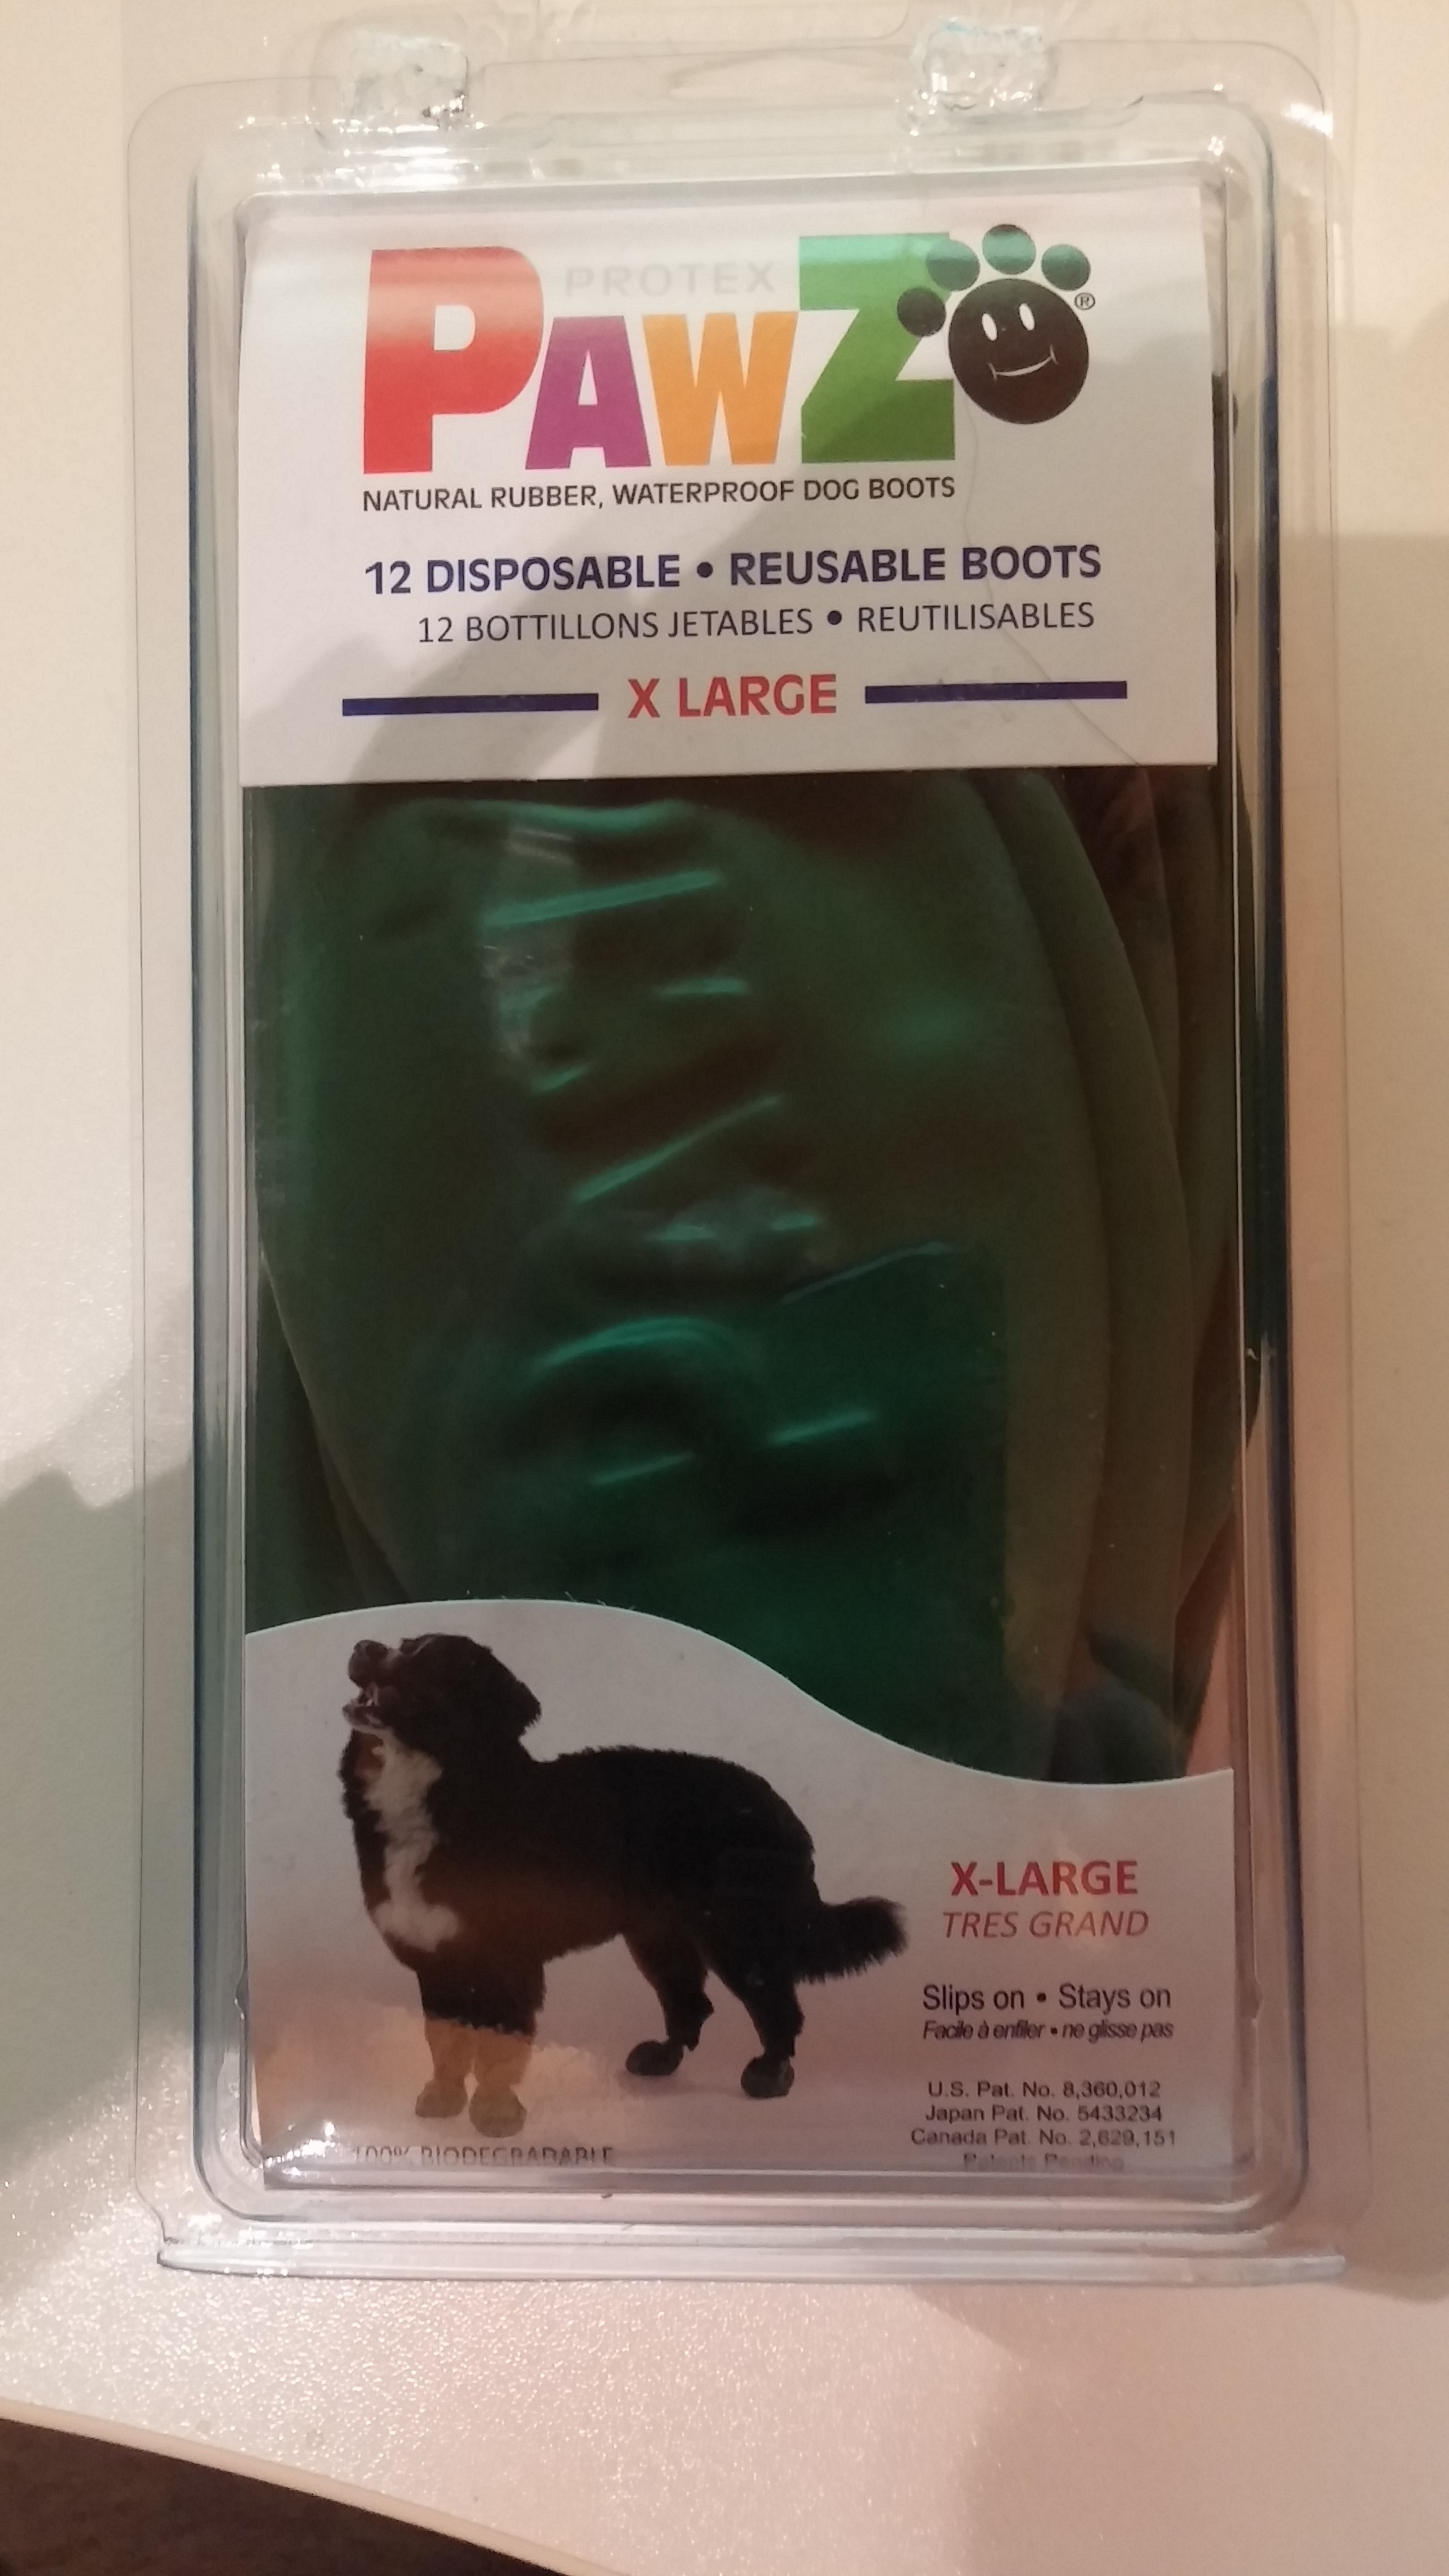 PROTEX
PAWZ®
NATURAL RUBBER, WATERPROOF DOG BOOTS
12 DISPOSABLE • REUSABLE BOOTS
12 BOTTILLONS JETABLES • REUTILISABLES
X LARGE
X-LARGE
TRES GRAND
Slips on • Stays on
Facile à enfiler • ne glisse pas
U.S. Pat. No. 8,360,012
Japan Pat. No. 5433234
Canada Pat. No. 2,629,151
Patents Pending
100% BIODEGRADABLE